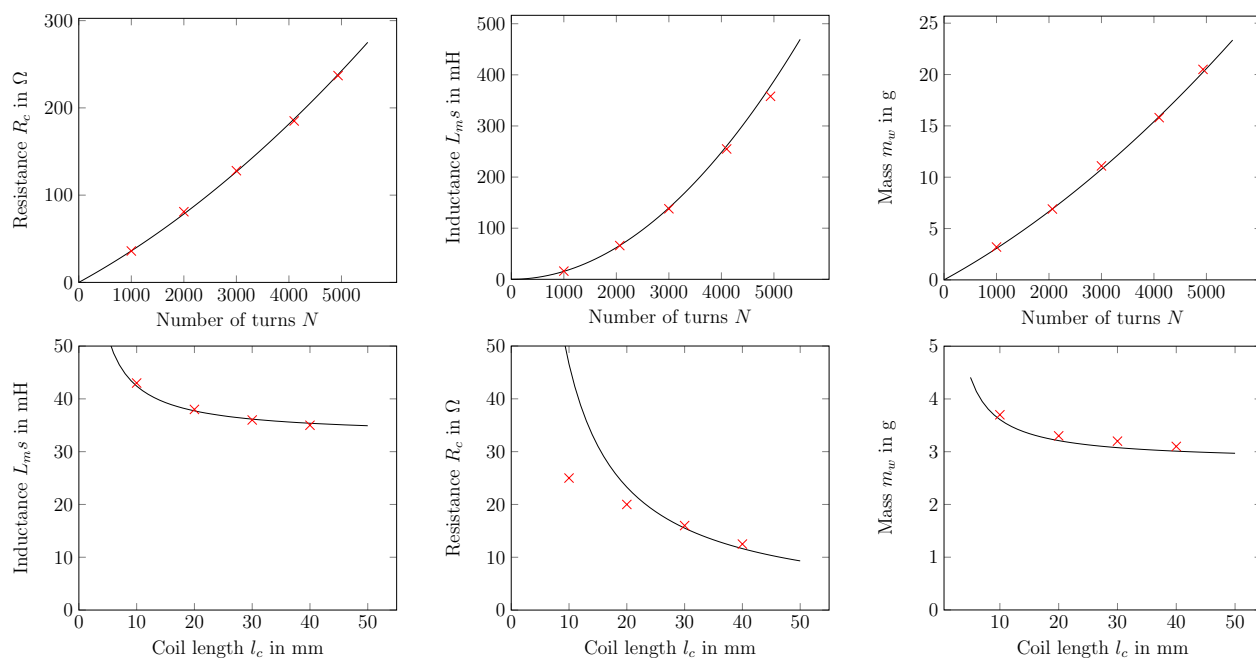 300
200
100
0
0 1000 2000 3000 4000 5000
Number of turns N
Resistance R_c in Ω
500
400
300
200
100
0
0 1000 2000 3000 4000 5000
Number of turns N
Inductance L_m s in mH
25
20
15
10
5
0
0 1000 2000 3000 4000 5000
Number of turns N
Mass m_w in g
50
40
30
20
10
0
0 10 20 30 40 50
Coil length l_c in mm
Inductance L_m s in mH
50
40
30
20
10
0
0 10 20 30 40 50
Coil length l_c in mm
Resistance R_c in Ω
5
4
3
2
1
0
10 20 30 40 50
Coil length l_c in mm
Mass m_w in g